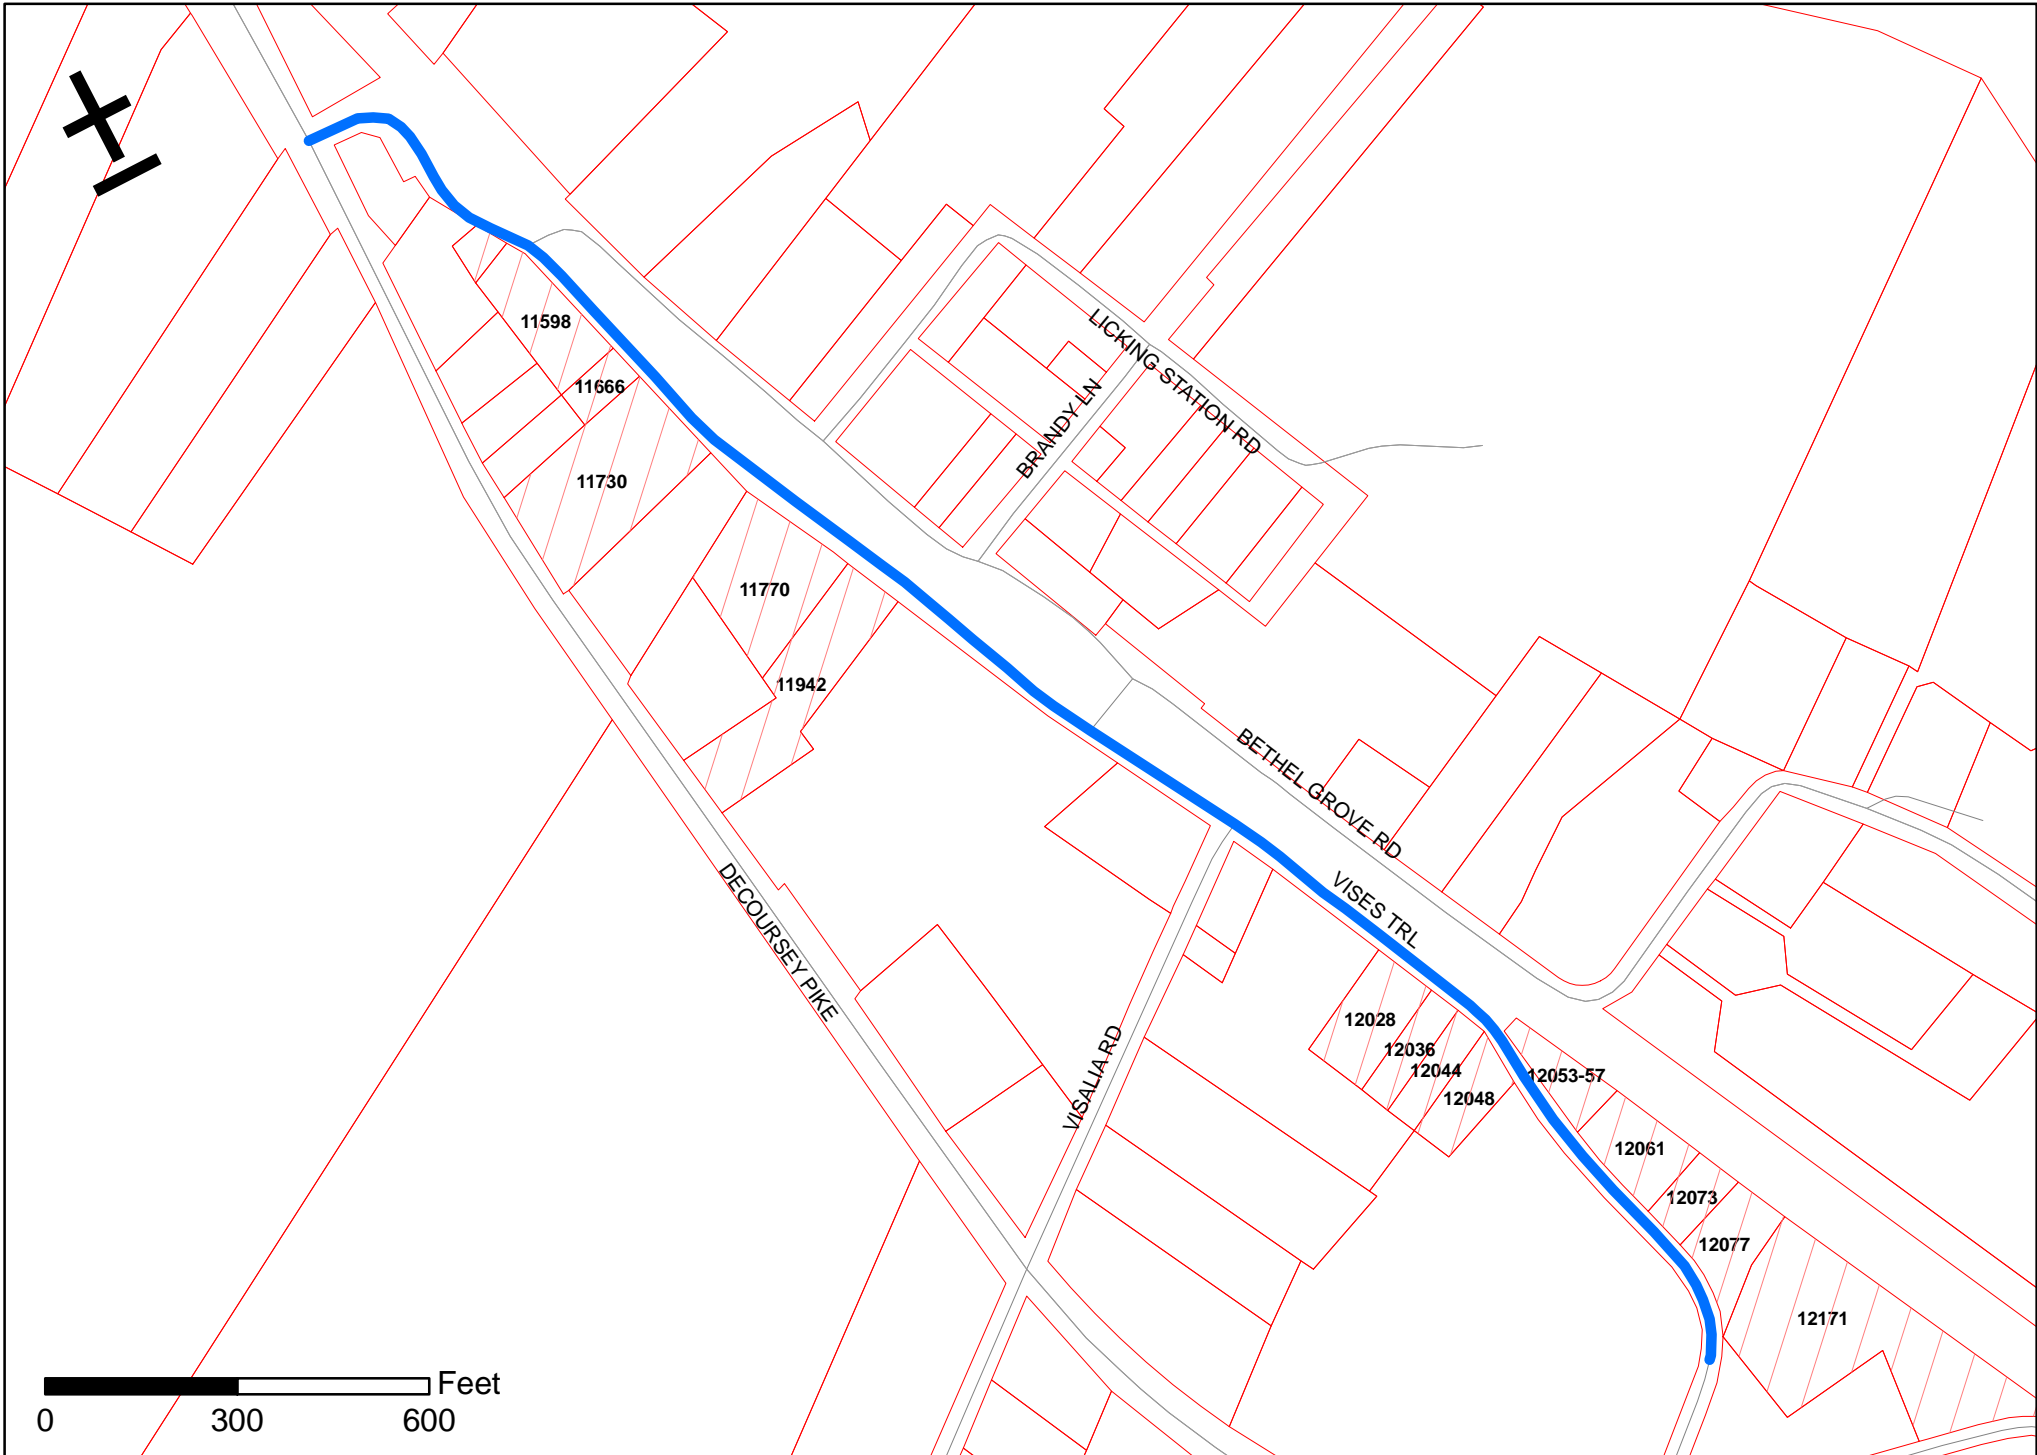 11598
LICKING STATION RD
11666
BRANDY LN
11730
11770
11942
BETHEL GROVE RD
VISES TRL
DECOURSEY PIKE
12028
12036
12044
12053-57
12048
VISALIA RD
12061
12073
12077
12171
Feet
0 300 600